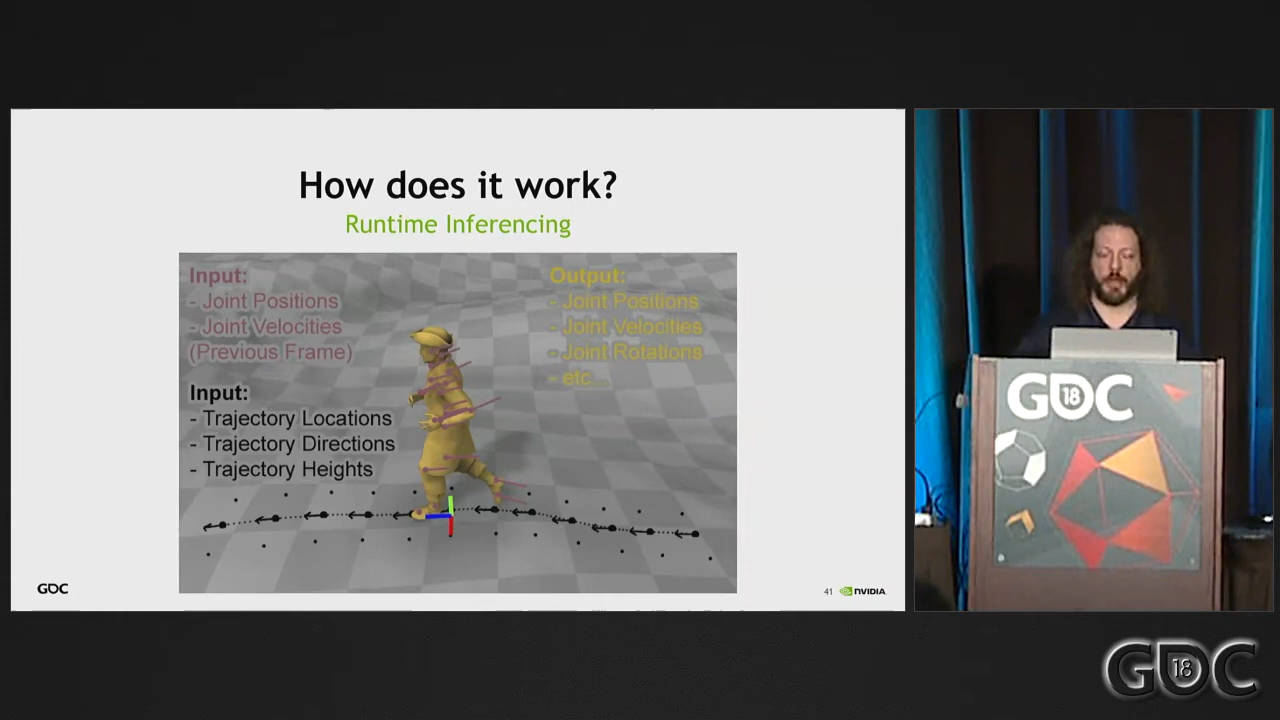 How does it work?
Runtime Inferencing
Input:
- Joint Positions
- Joint Velocities
(Previous Frame)
Input:
- Trajectory Locations
- Trajectory Directions
- Trajectory Heights
Output:
- Joint Positions
- Joint Velocities
- Joint Rotations
- etc...
GDC
41 NVIDIA
GDC
18
GDC
18